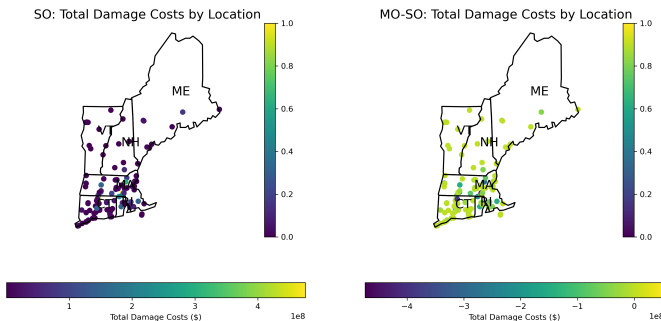 SO: Total Damage Costs by Location
1.0
0.8
0.6
0.4
0.2
0.0
ME
NH
1 2 3 4
Total Damage Costs ($)
1e8
MO-SO: Total Damage Costs by Location
1.0
0.8
0.6
0.4
0.2
0.0
ME
VT
NH
MA
CT
RI
−4 −3 −2 −1 0
Total Damage Costs ($)
1e8